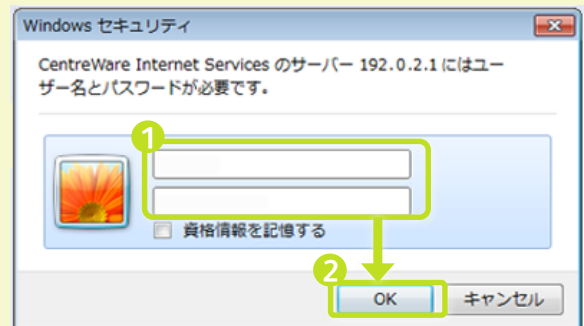 Windows セキュリティ
CentreWare Internet Services のサーバー 192.0.2.1 にはユー
ザー名とパスワードが必要です。
1
資格情報を記憶する
2
OK キャンセル